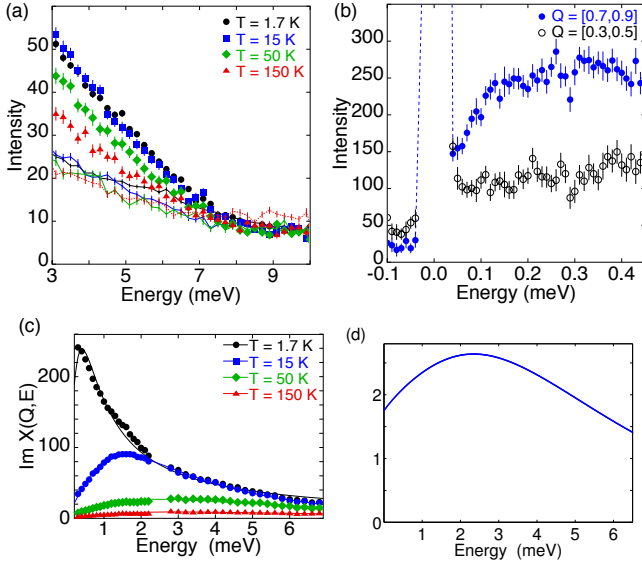 (a)
T = 1.7 K
T = 15 K
T = 50 K
T = 150 K
50
40
30
20
10
0
Intensity
3
5
7
9
Energy (meV)
(b)
Q = [0.7,0.9]
Q = [0.3,0.5]
350
300
250
200
150
100
50
0
Intensity
-0.1
0.0
0.1
0.2
0.3
0.4
Energy (meV)
(c)
T = 1.7 K
T = 15 K
T = 50 K
T = 150 K
200
100
0
Im X(Q,E)
1
2
3
4
5
6
Energy (meV)
(d)
2
1
0
1
2
3
4
5
6
Energy (meV)